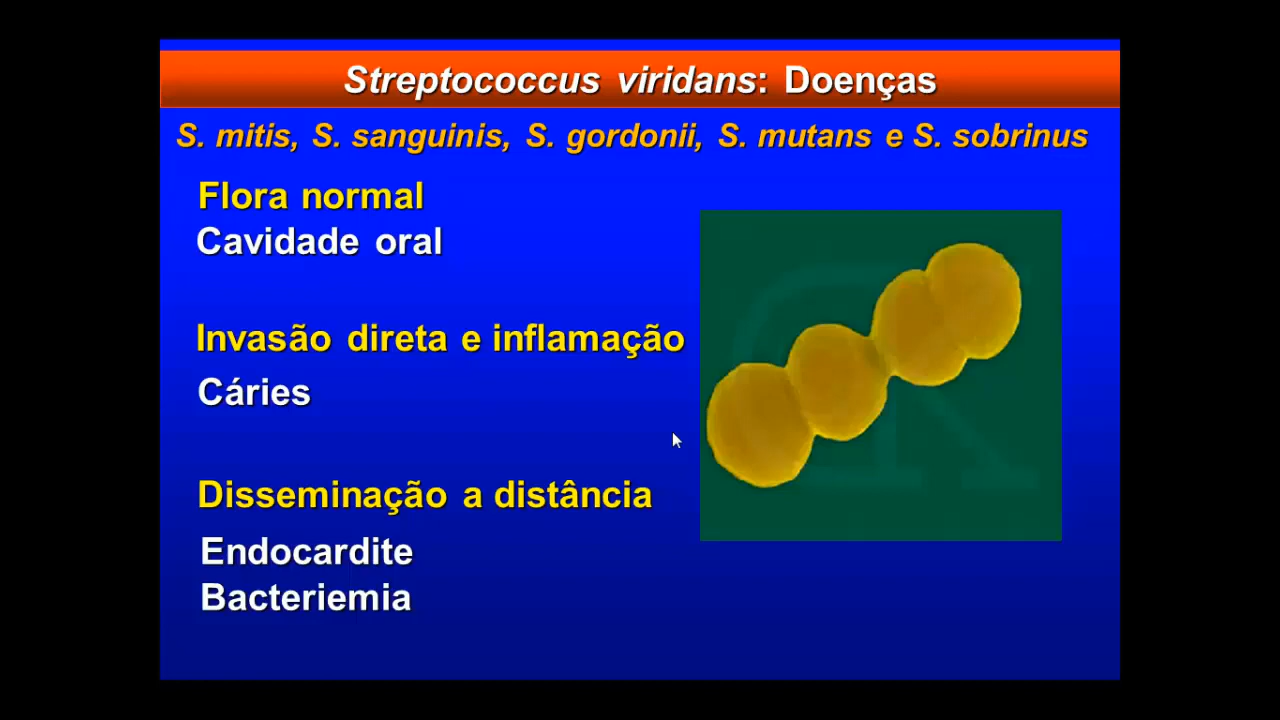 Streptococcus viridans: Doenças
S. mitis, S. sanguinis, S. gordonii, S. mutans e S. sobrinus
Flora normal
Cavidade oral
Invasão direta e inflamação
Cáries
Disseminação a distância
Endocardite
Bacteriemia